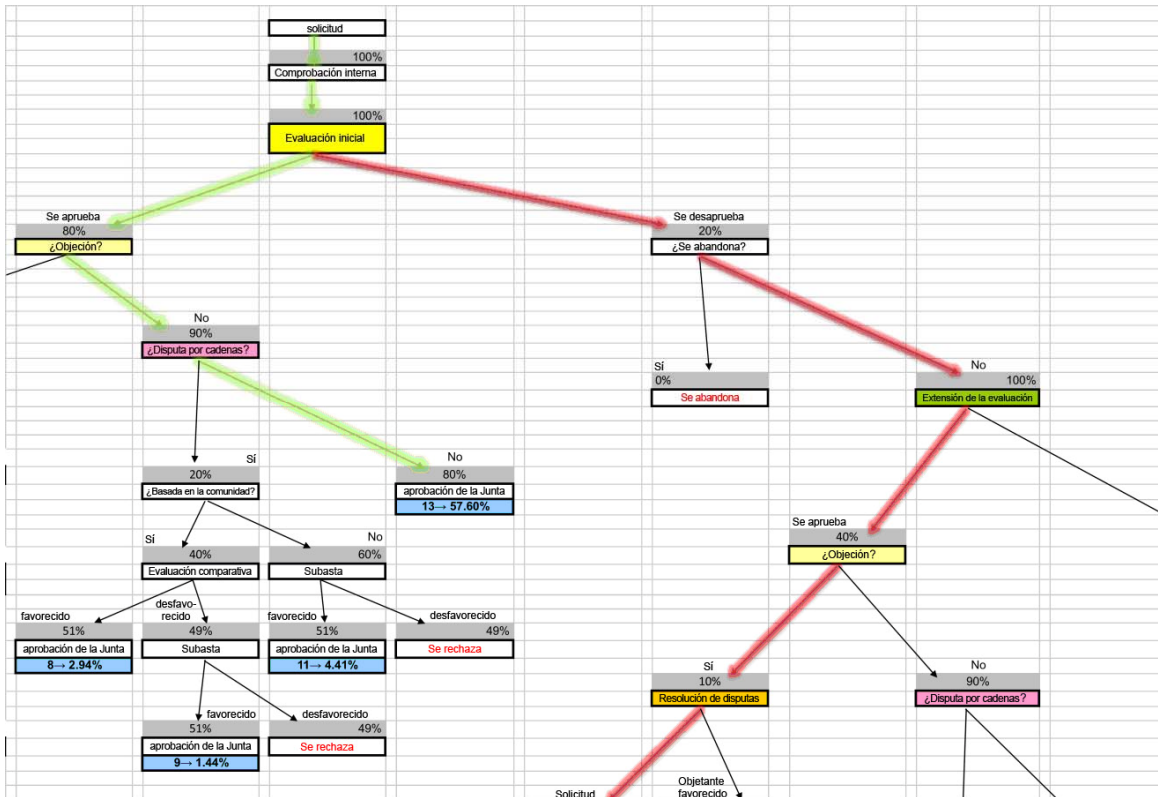 solicitud
100%
Comprobación interna
100%
Evaluación inicial
Se aprueba
80%
¿Objeción?
Se desaprueba
20%
¿Se abandona?
No
90%
¿Disputa por cadenas?
Sí
0%
Se abandona
No
100%
Extensión de la evaluación
Sí
20%
¿Basada en la comunidad?
No
80%
aprobación de la Junta
13→ 57.60%
Se aprueba
40%
¿Objeción?
Sí
40%
Evaluación comparativa
No
60%
Subasta
favorecido
51%
aprobación de la Junta
8→ 2.94%
desfavo-
recido
49%
Subasta
favorecido
51%
aprobación de la Junta
11→ 4.41%
desfavorecido
49%
Se rechaza
Sí
10%
Resolución de disputas
No
90%
¿Disputa por cadenas?
favorecido
51%
aprobación de la Junta
9→ 1.44%
desfavorecido
49%
Se rechaza
Solicitud
Objetante
favorecido